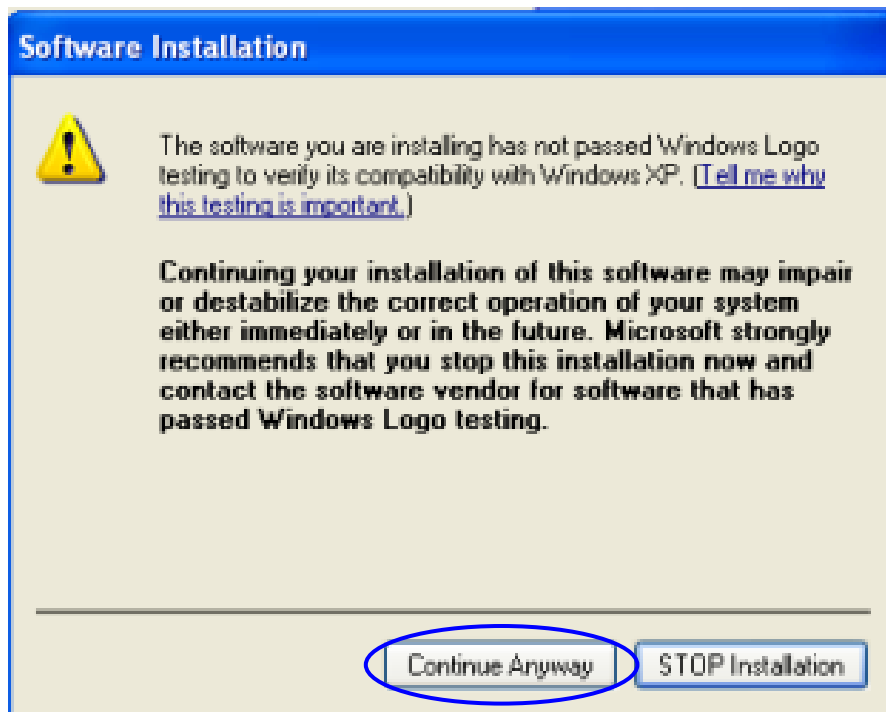 Software Installation
The software you are installing has not passed Windows Logo
testing to verify its compatibility with Windows XP. (Tell me why
this testing is important.)
Continuing your installation of this software may impair
or destabilize the correct operation of your system
either immediately or in the future. Microsoft strongly
recommends that you stop this installation now and
contact the software vendor for software that has
passed Windows Logo testing.
Continue Anyway
STOP Installation